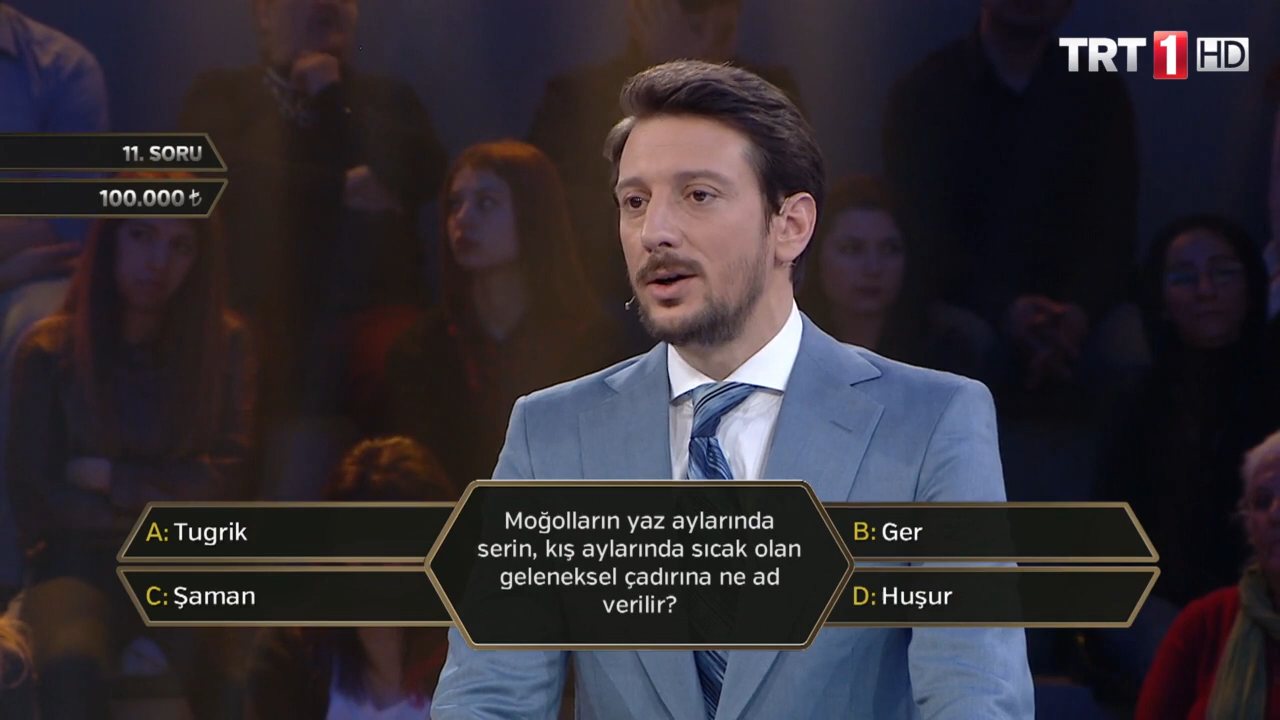 TRT 1 HD
11. SORU
100.000 ₺
Moğolların yaz aylarında
serin, kış aylarında sıcak olan
geleneksel çadırına ne ad
verilir?
A: Tugrik
B: Ger
C: Şaman
D: Huşur